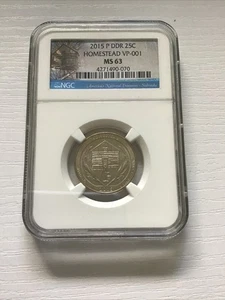 2015 P DDR 25C
HOMESTEAD VP-001
MS 63
4271490-070
NGC